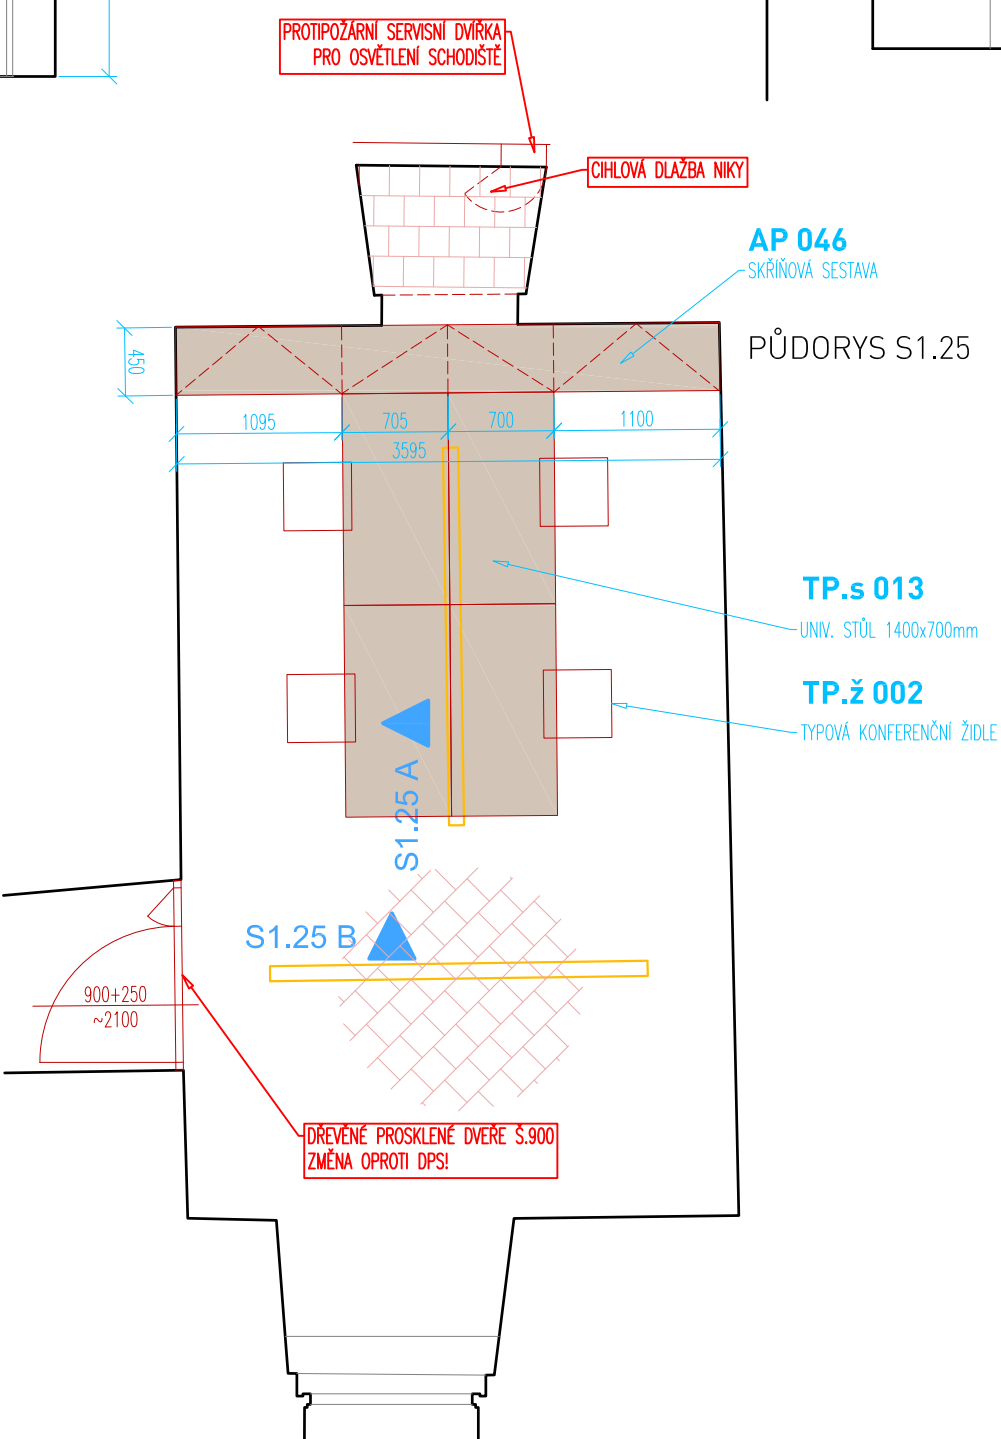 PROTIPOŽÁRNÍ SERVISNÍ DVÍŘKA
PRO OSVĚTLENÍ SCHODIŠTĚ
CIHLOVÁ DLAŽBA NIKY
AP 046
SKŘÍŇOVÁ SESTAVA
PŮDORYS S1.25
450
1095
705
700
1100
3595
TP.s 013
UNIV. STŮL 1400x700mm
TP.ž 002
TYPOVÁ KONFERENČNÍ ŽIDLE
S1.25 A
S1.25 B
900+250
~2100
DŘEVĚNÉ PROSKLENÉ DVEŘE Š.900
ZMĚNA OPROTI DPS!